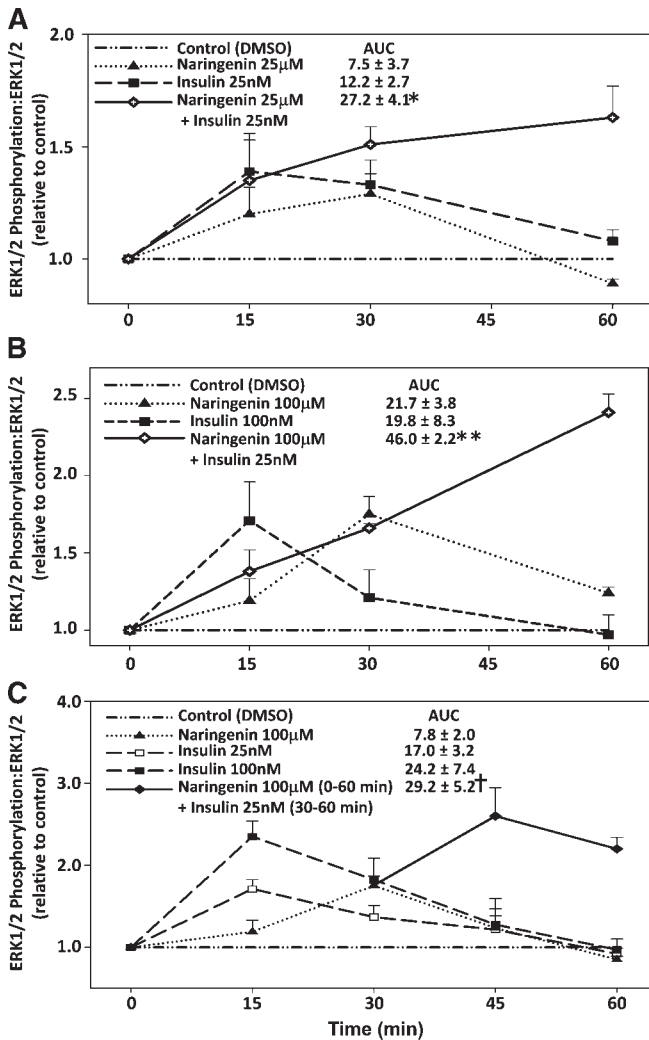 A
2.0
1.5
1.0
ERK1/2 Phosphorylation:ERK1/2
(relative to control)
Control (DMSO) AUC
Naringenin 25μM 7.5 ± 3.7
Insulin 25nM 12.2 ± 2.7
Naringenin 25μM 27.2 ± 4.1*
+ Insulin 25nM
0 15 30 45 60
B
2.5
2.0
1.5
1.0
ERK1/2 Phosphorylation:ERK1/2
(relative to control)
Control (DMSO) AUC
Naringenin 100μM 21.7 ± 3.8
Insulin 100nM 19.8 ± 8.3
Naringenin 100μM 46.0 ± 2.2**
+ Insulin 25nM
0 15 30 45 60
C
4.0
3.0
2.0
1.0
ERK1/2 Phosphorylation:ERK1/2
(relative to control)
Control (DMSO) AUC
Naringenin 100μM 7.8 ± 2.0
Insulin 25nM 17.0 ± 3.2
Insulin 100nM 24.2 ± 7.4
Naringenin 100μM (0-60 min) 29.2 ± 5.2†
+ Insulin 25nM (30-60 min)
0 15 30 45 60
Time (min)